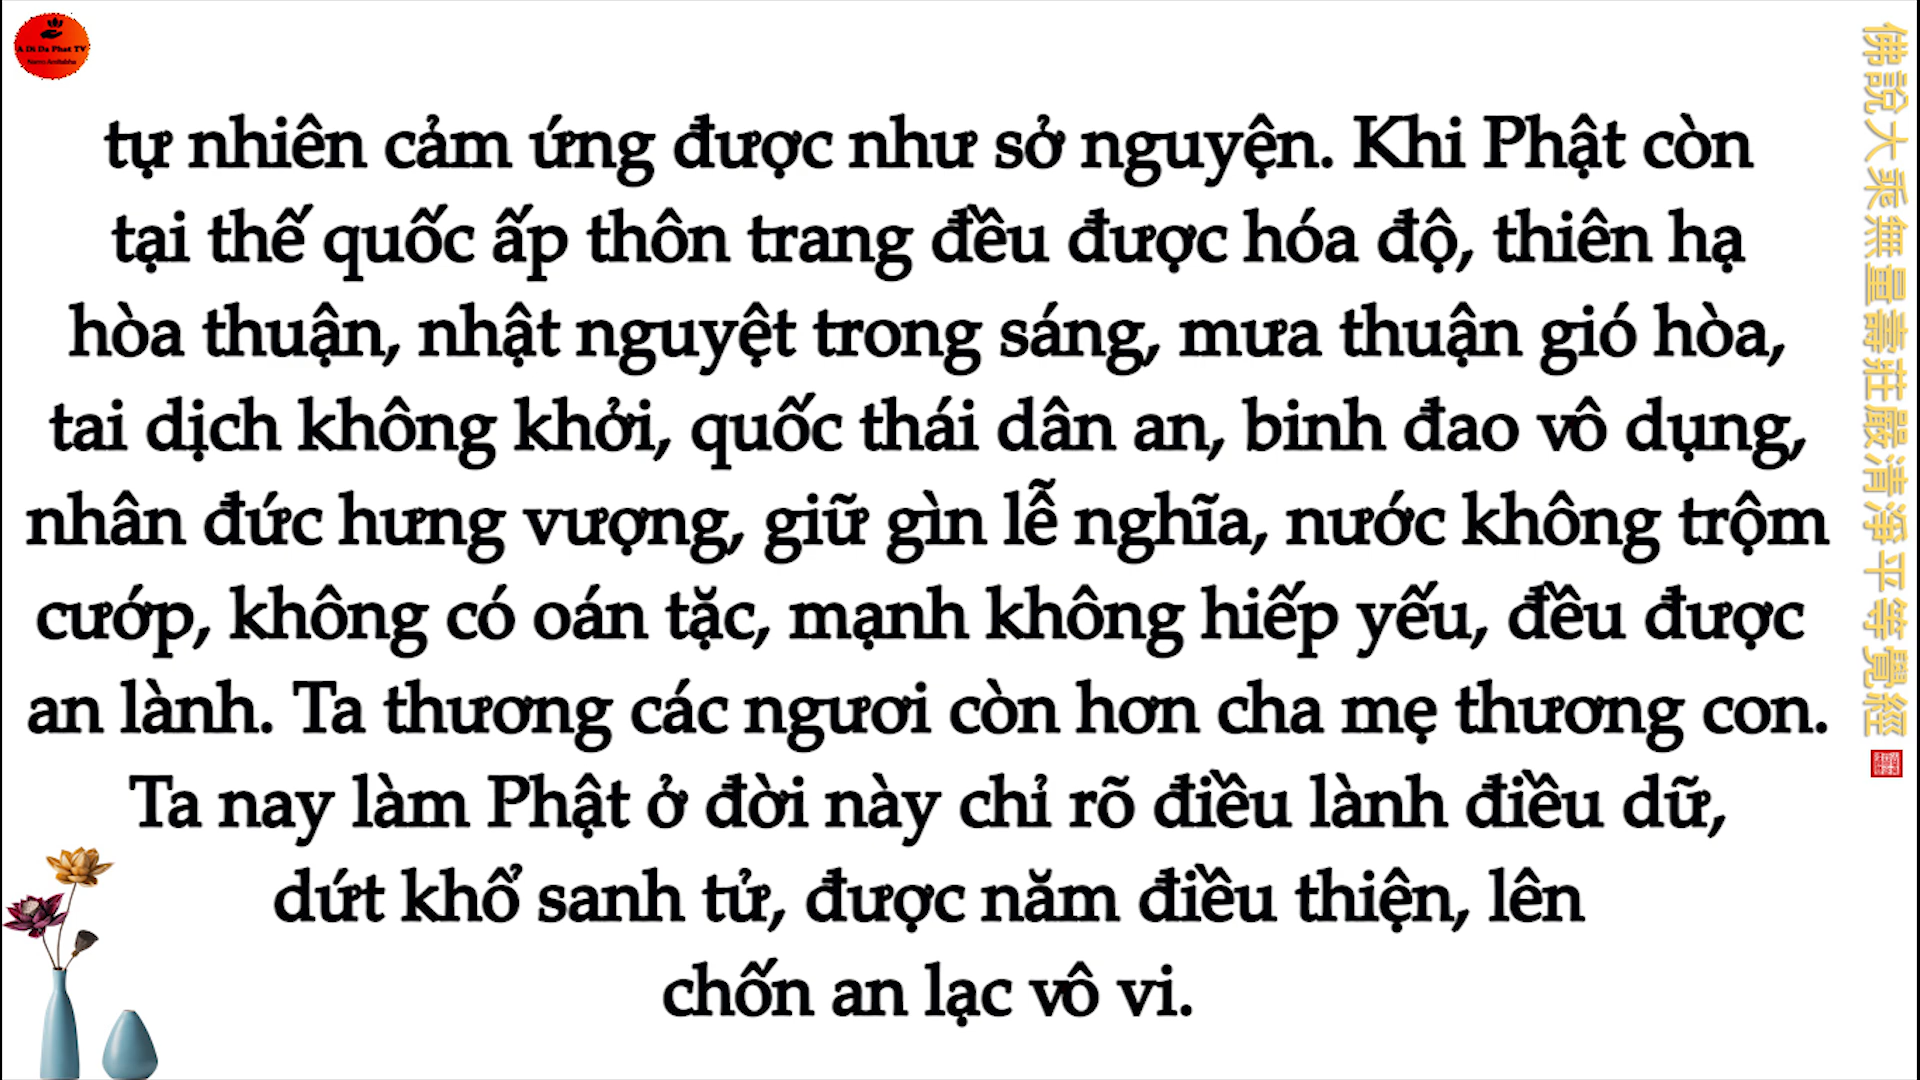 A Di Da Phat TV
tự nhiên cảm ứng được như sở nguyện. Khi Phật còn
tại thế quốc ấp thôn trang đều được hóa độ, thiên hạ
hòa thuận, nhật nguyệt trong sáng, mưa thuận gió hòa,
tai dịch không khởi, quốc thái dân an, binh đao vô dụng,
nhân đức hưng vượng, giữ gìn lễ nghĩa, nước không trộm
cướp, không có oán tặc, mạnh không hiếp yếu, đều được
an lành. Ta thương các ngươi còn hơn cha mẹ thương con.
Ta nay làm Phật ở đời này chỉ rõ điều lành điều dữ,
dứt khổ sanh tử, được năm điều thiện, lên
chốn an lạc vô vi.
佛說大乘無量壽莊嚴清淨平等覺經